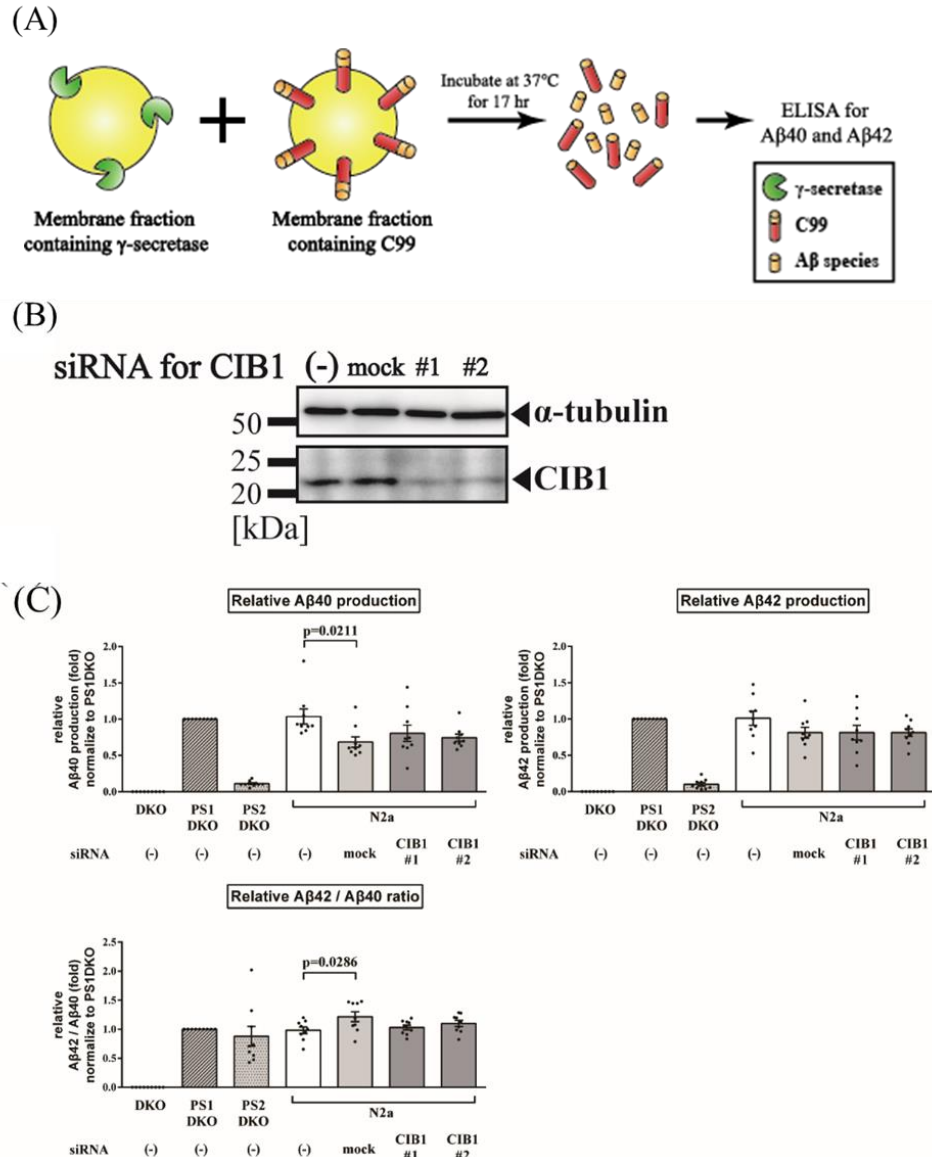 (A)
Membrane fraction
containing γ-secretase
Membrane fraction
containing C99
Incubate at 37°C
for 17 hr
ELISA for
Aβ40 and Aβ42
γ-secretase
C99
Aβ species
(B)
siRNA for CIB1 (-) mock #1 #2
50
α-tubulin
25
20
CIB1
[kDa]
` (C)
Relative Aβ40 production
relative
Aβ40 production (fold)
normalize to PS1DKO
2.0
1.5
1.0
0.5
0.0
p=0.0211
DKO PS1 DKO PS2 DKO
N2a
siRNA (-) (-) (-) (-) mock CIB1 #1 CIB1 #2
Relative Aβ42 production
relative
Aβ42 production (fold)
normalize to PS1DKO
2.0
1.5
1.0
0.5
0.0
DKO PS1 DKO PS2 DKO
N2a
siRNA (-) (-) (-) (-) mock CIB1 #1 CIB1 #2
Relative Aβ42 / Aβ40 ratio
relative
Aβ42 / Aβ40 (fold)
normalize to PS1DKO
2.5
2.0
1.5
1.0
0.5
0.0
p=0.0286
DKO PS1 DKO PS2 DKO
N2a
siRNA (-) (-) (-) (-) mock CIB1 #1 CIB1 #2